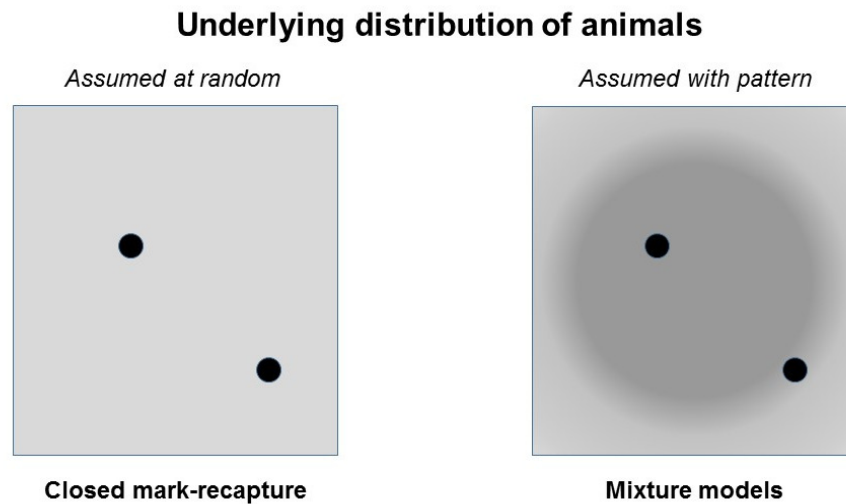 Underlying distribution of animals
Assumed at random
Assumed with pattern
Closed mark-recapture
Mixture models